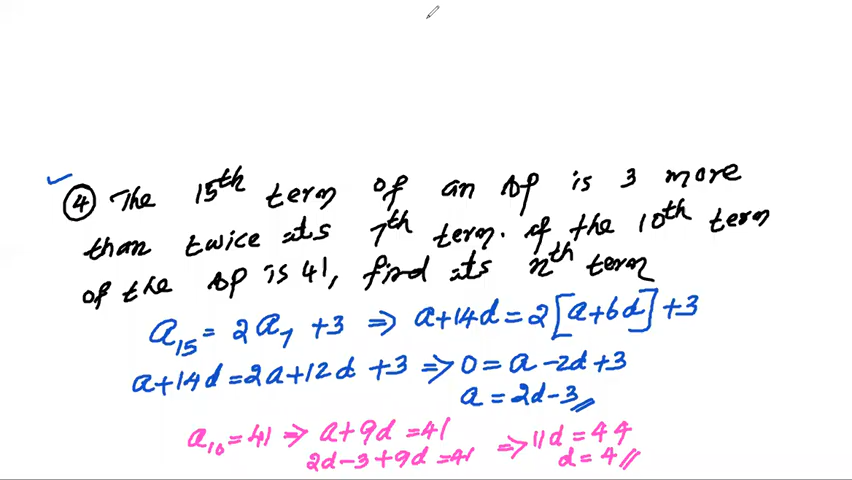 ④ The 15th term of an AP is 3 more
than twice its 7th term. If the 10th term
of the AP is 41, find its nth term
a₁₅ = 2a₇ + 3 ⇒ a+14d = 2[a+6d] + 3
a+14d = 2a+12d + 3 ⇒ 0 = a - 2d + 3
a = 2d - 3 //
a₁₀ = 41 ⇒ a + 9d = 41 ⇒ 11d = 44
2d - 3 + 9d = 41 d = 4 //